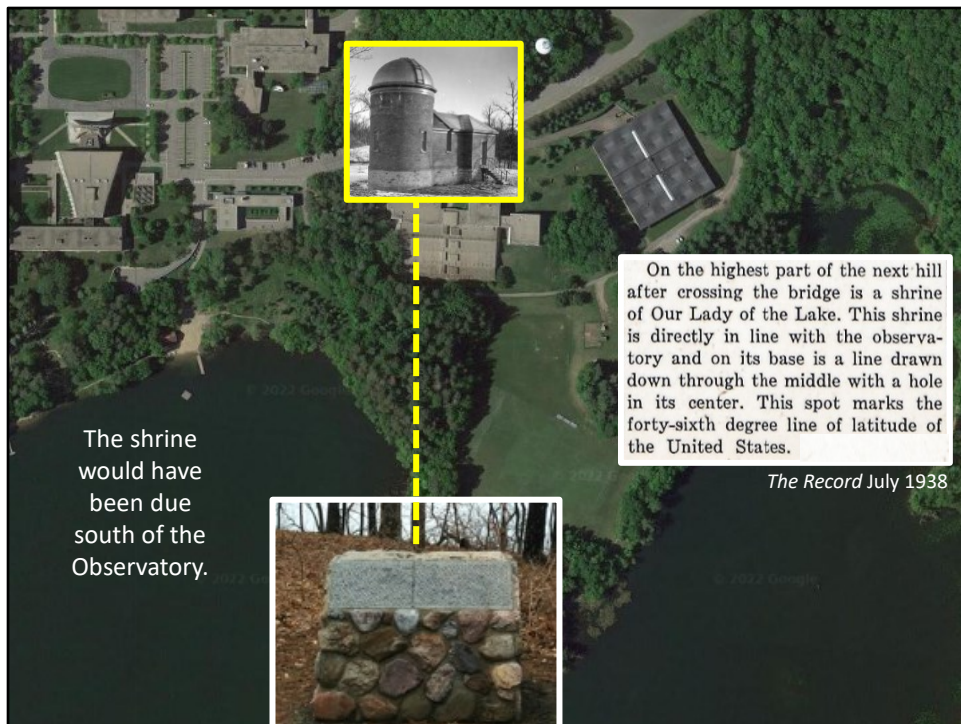 On the highest part of the next hill
after crossing the bridge is a shrine
of Our Lady of the Lake. This shrine
is directly in line with the observa-
tory and on its base is a line drawn
down through the middle with a hole
in its center. This spot marks the
forty-sixth degree line of latitude of
the United States.
The Record July 1938
The shrine
would have
been due
south of the
Observatory.
© 2022 Google
© 2022 Google
2022 Go